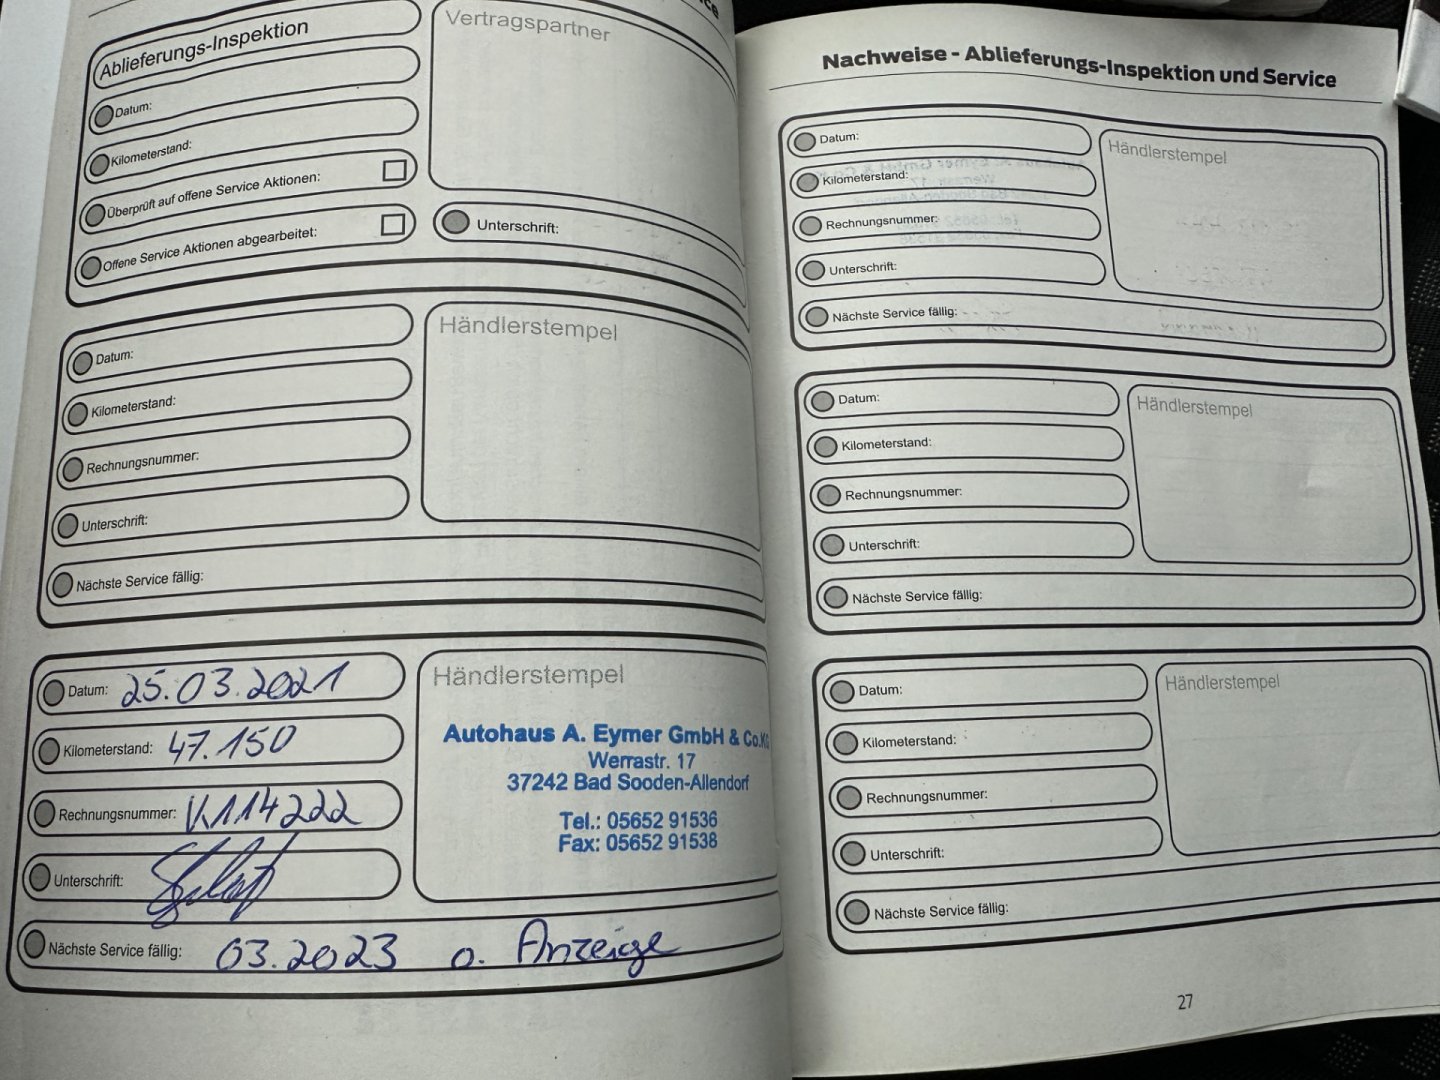 Ablieferungs-Inspektion
Datum:
Kilometerstand:
Überprüft auf offene Service Aktionen:
Offene Service Aktionen abgearbeitet:
Vertragspartner
Unterschrift:
Datum:
Kilometerstand:
Rechnungsnummer:
Unterschrift:
Nächste Service fällig:
Händlerstempel
Datum: 25.03.2021
Kilometerstand: 47.150
Rechnungsnummer: K114222
Unterschrift:
Nächste Service fällig: 03.2023 o. Anzeige
Händlerstempel
Autohaus A. Eymer GmbH & Co.KG
Werrastr. 17
37242 Bad Sooden-Allendorf
Tel.: 05652 91536
Fax: 05652 91538
Nachweise - Ablieferungs-Inspektion und Service
Datum:
Kilometerstand:
Rechnungsnummer:
Unterschrift:
Nächste Service fällig:
Händlerstempel
Datum:
Kilometerstand:
Rechnungsnummer:
Unterschrift:
Nächste Service fällig:
Händlerstempel
Datum:
Kilometerstand:
Rechnungsnummer:
Unterschrift:
Nächste Service fällig:
Händlerstempel
27